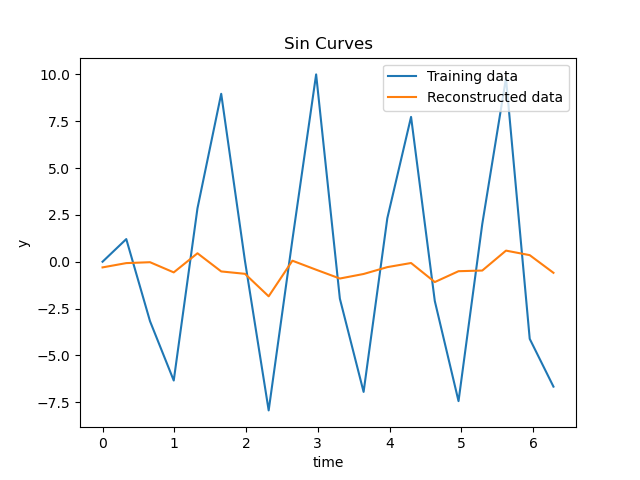 Sin Curves
Training data
Reconstructed data
10.0
7.5
5.0
2.5
0.0
−2.5
−5.0
−7.5
y
0 1 2 3 4 5 6
time